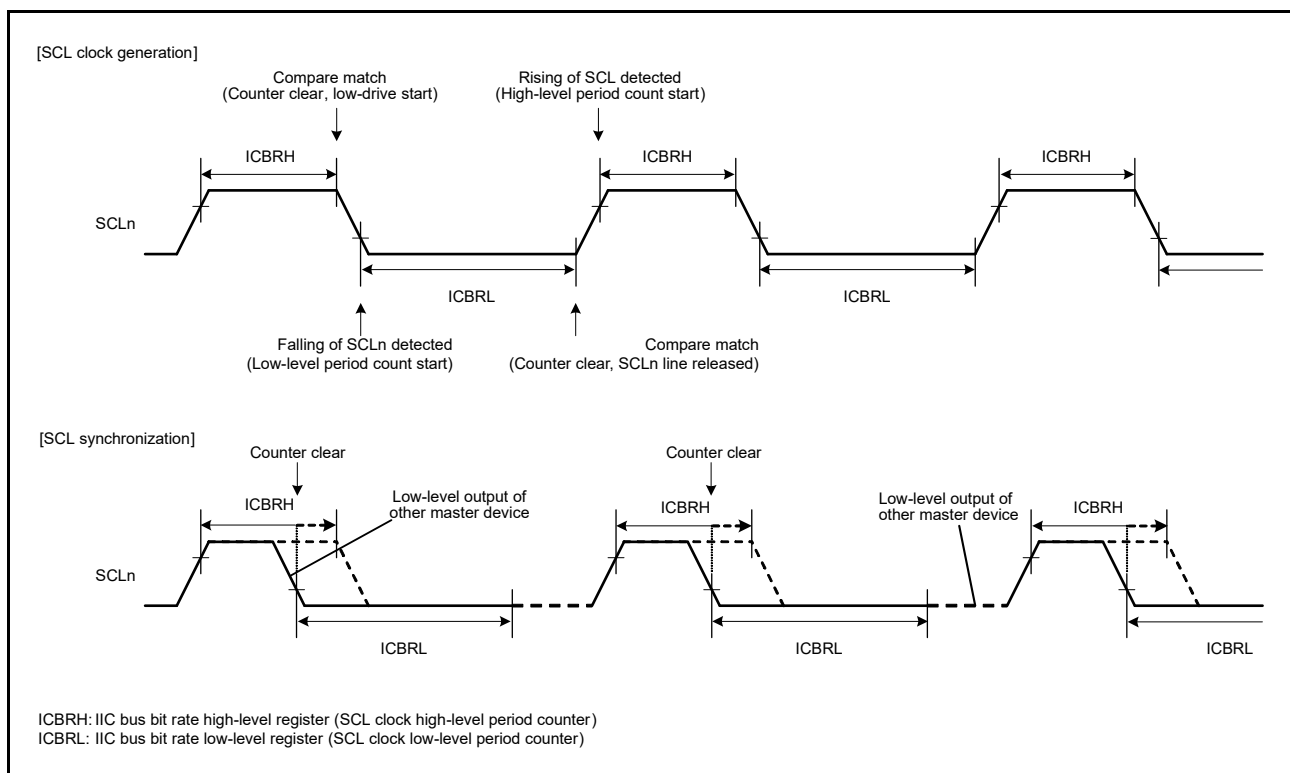 [SCL clock generation]
Compare match
(Counter clear, low-drive start)
Rising of SCL detected
(High-level period count start)
ICBRH
ICBRH
ICBRH
SCLn
ICBRL
ICBRL
Falling of SCLn detected
(Low-level period count start)
Compare match
(Counter clear, SCLn line released)
[SCL synchronization]
Counter clear
Counter clear
ICBRH
Low-level output of
other master device
ICBRH
Low-level output of
other master device
ICBRH
SCLn
ICBRL
ICBRL
ICBRL
ICBRH: IIC bus bit rate high-level register (SCL clock high-level period counter)
ICBRL: IIC bus bit rate low-level register (SCL clock low-level period counter)